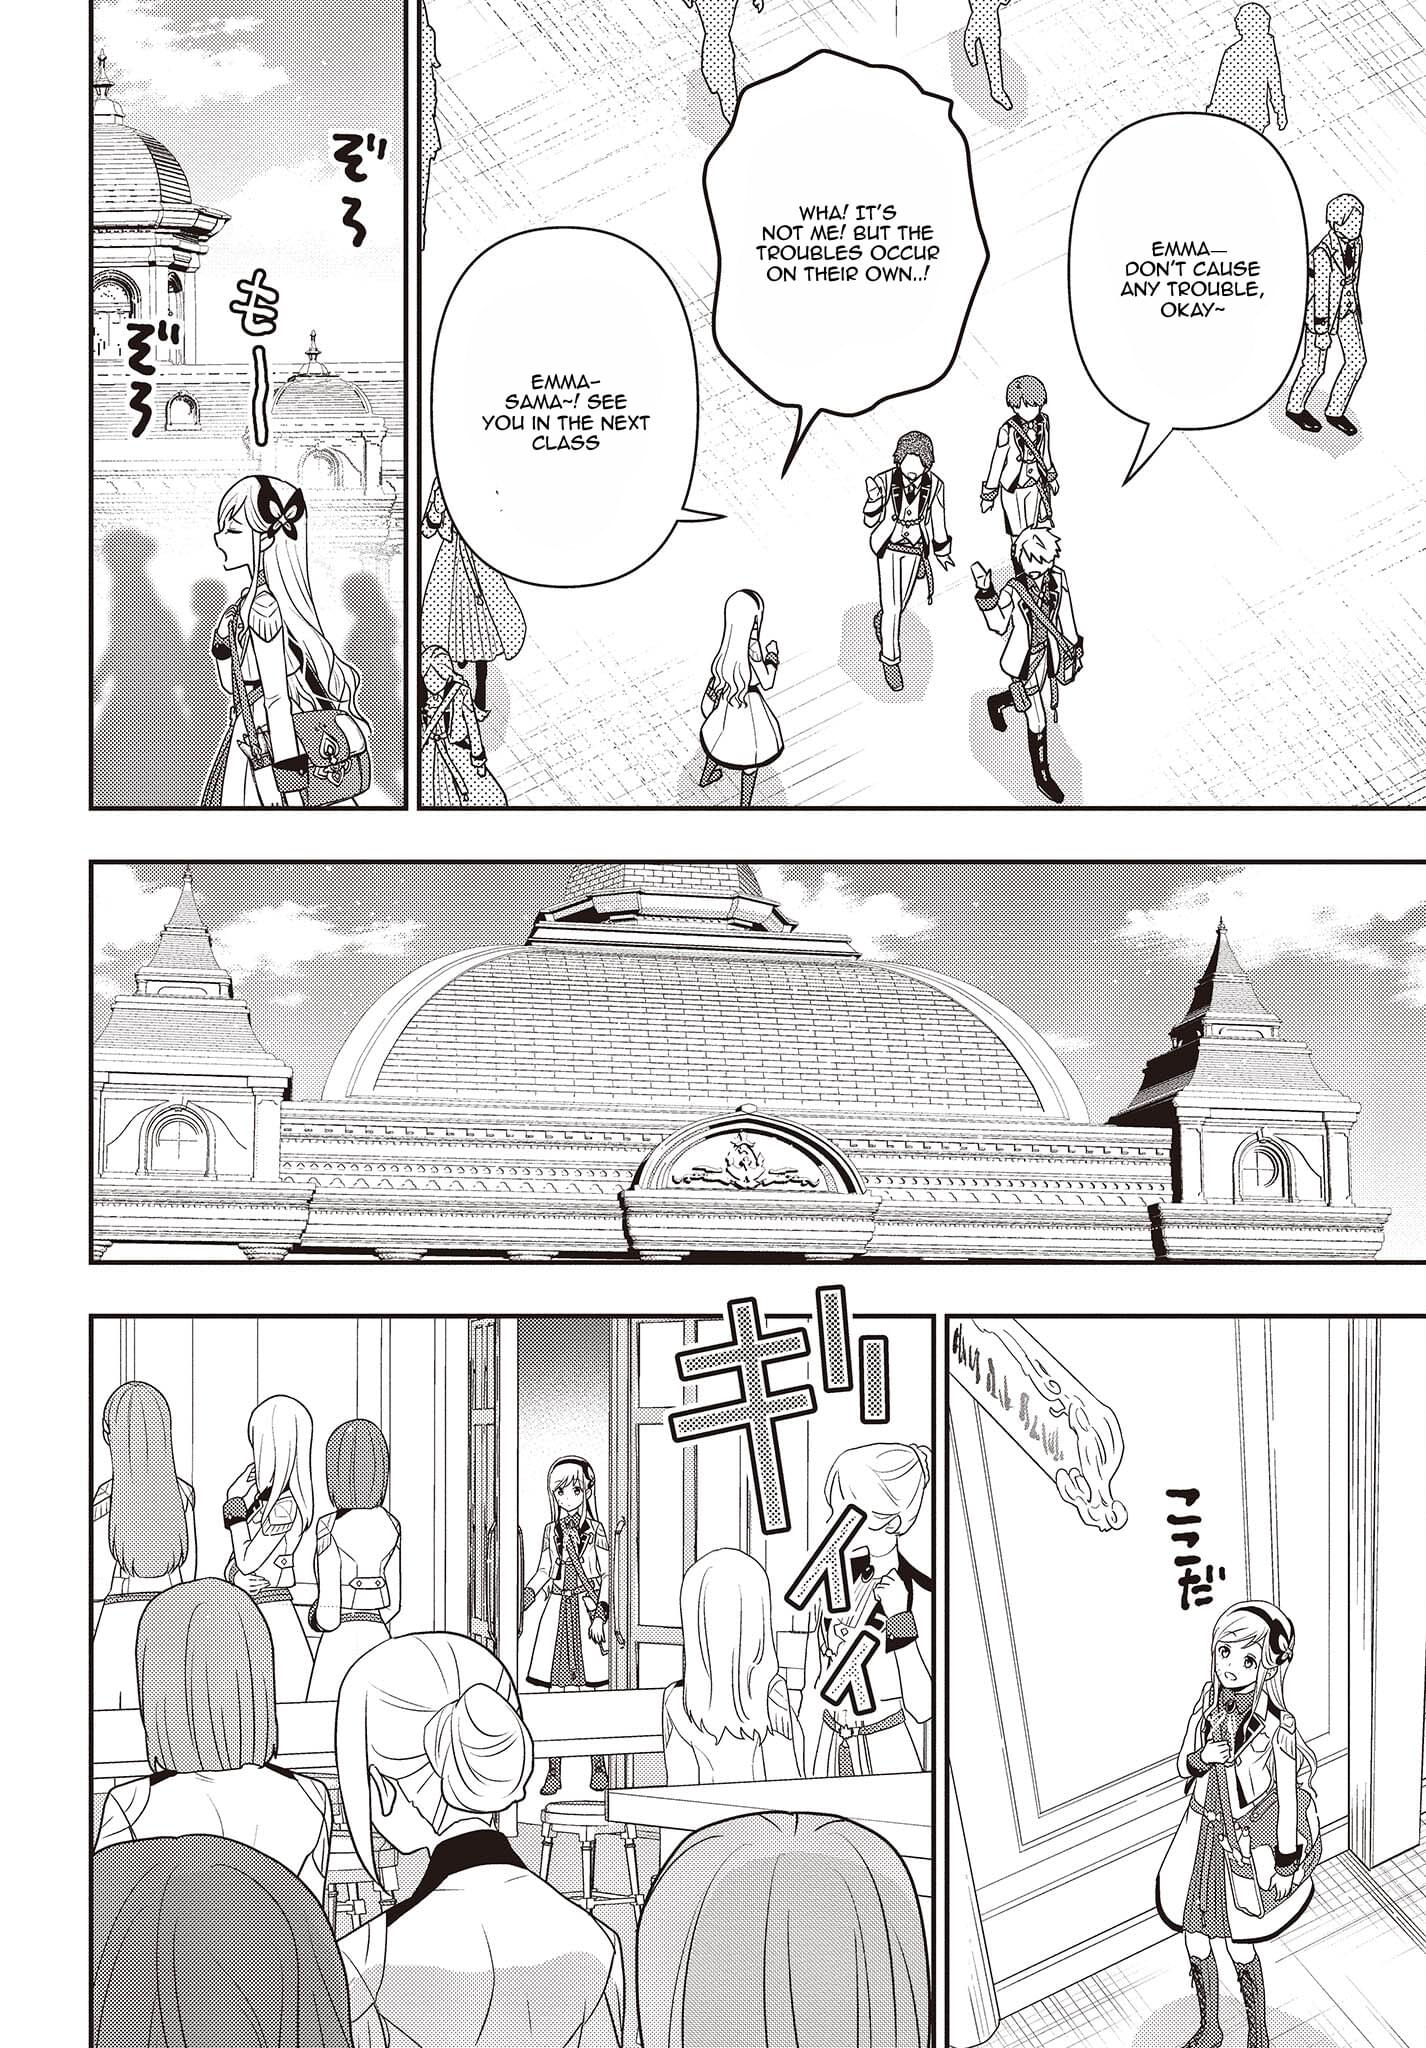 EMMA—
DON'T CAUSE
ANY TROUBLE,
OKAY~
WHA! IT'S
NOT ME! BUT THE
TROUBLES OCCUR
ON THEIR OWN..!
EMMA-
SAMA~! SEE
YOU IN THE NEXT
CLASS
ぞろ
もー
ぞろ
ここだ
ギィィィ